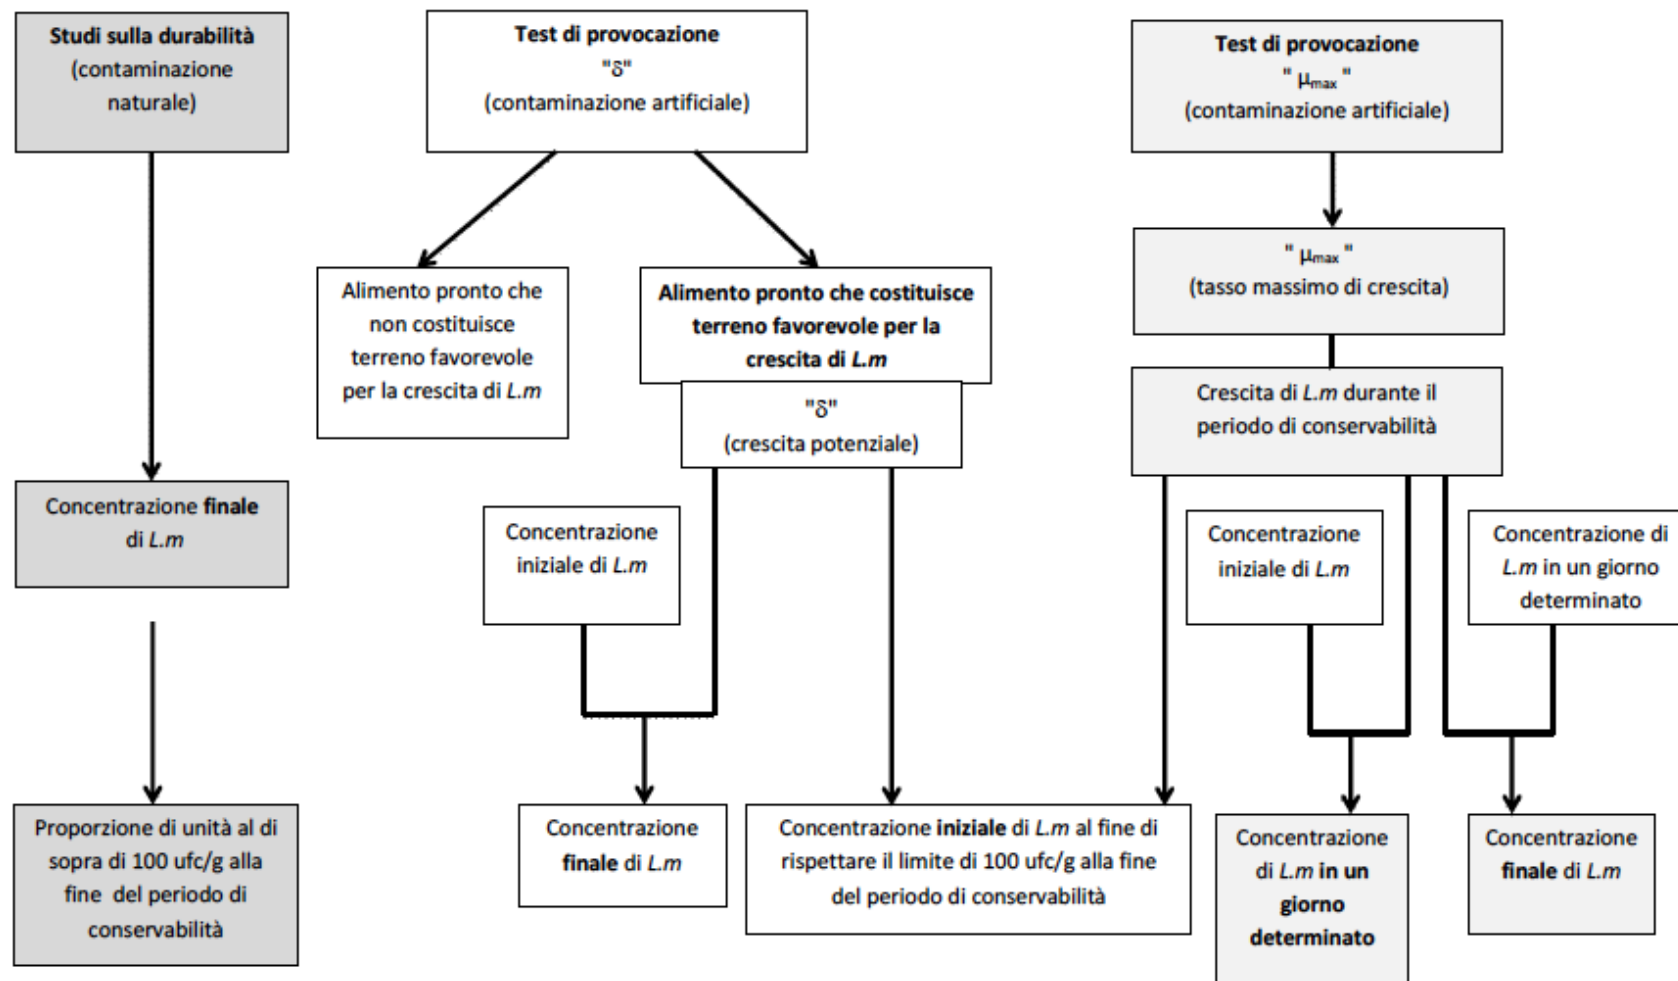 Studi sulla durabilità
(contaminazione
naturale)
Test di provocazione
"δ"
(contaminazione artificiale)
Test di provocazione
" μmax "
(contaminazione artificiale)
Alimento pronto che
non costituisce
terreno favorevole
per la crescita di L.m
Alimento pronto che costituisce
terreno favorevole per la
crescita di L.m
"δ"
(crescita potenziale)
" μmax "
(tasso massimo di crescita)
Crescita di L.m durante il
periodo di conservabilità
Concentrazione finale
di L.m
Concentrazione
iniziale di L.m
Concentrazione
iniziale di L.m
Concentrazione di
L.m in un giorno
determinato
Proporzione di unità al di
sopra di 100 ufc/g alla
fine del periodo di
conservabilità
Concentrazione
finale di L.m
Concentrazione iniziale di L.m al fine di
rispettare il limite di 100 ufc/g alla fine
del periodo di conservabilità
Concentrazione
di L.m in un
giorno
determinato
Concentrazione
finale di L.m